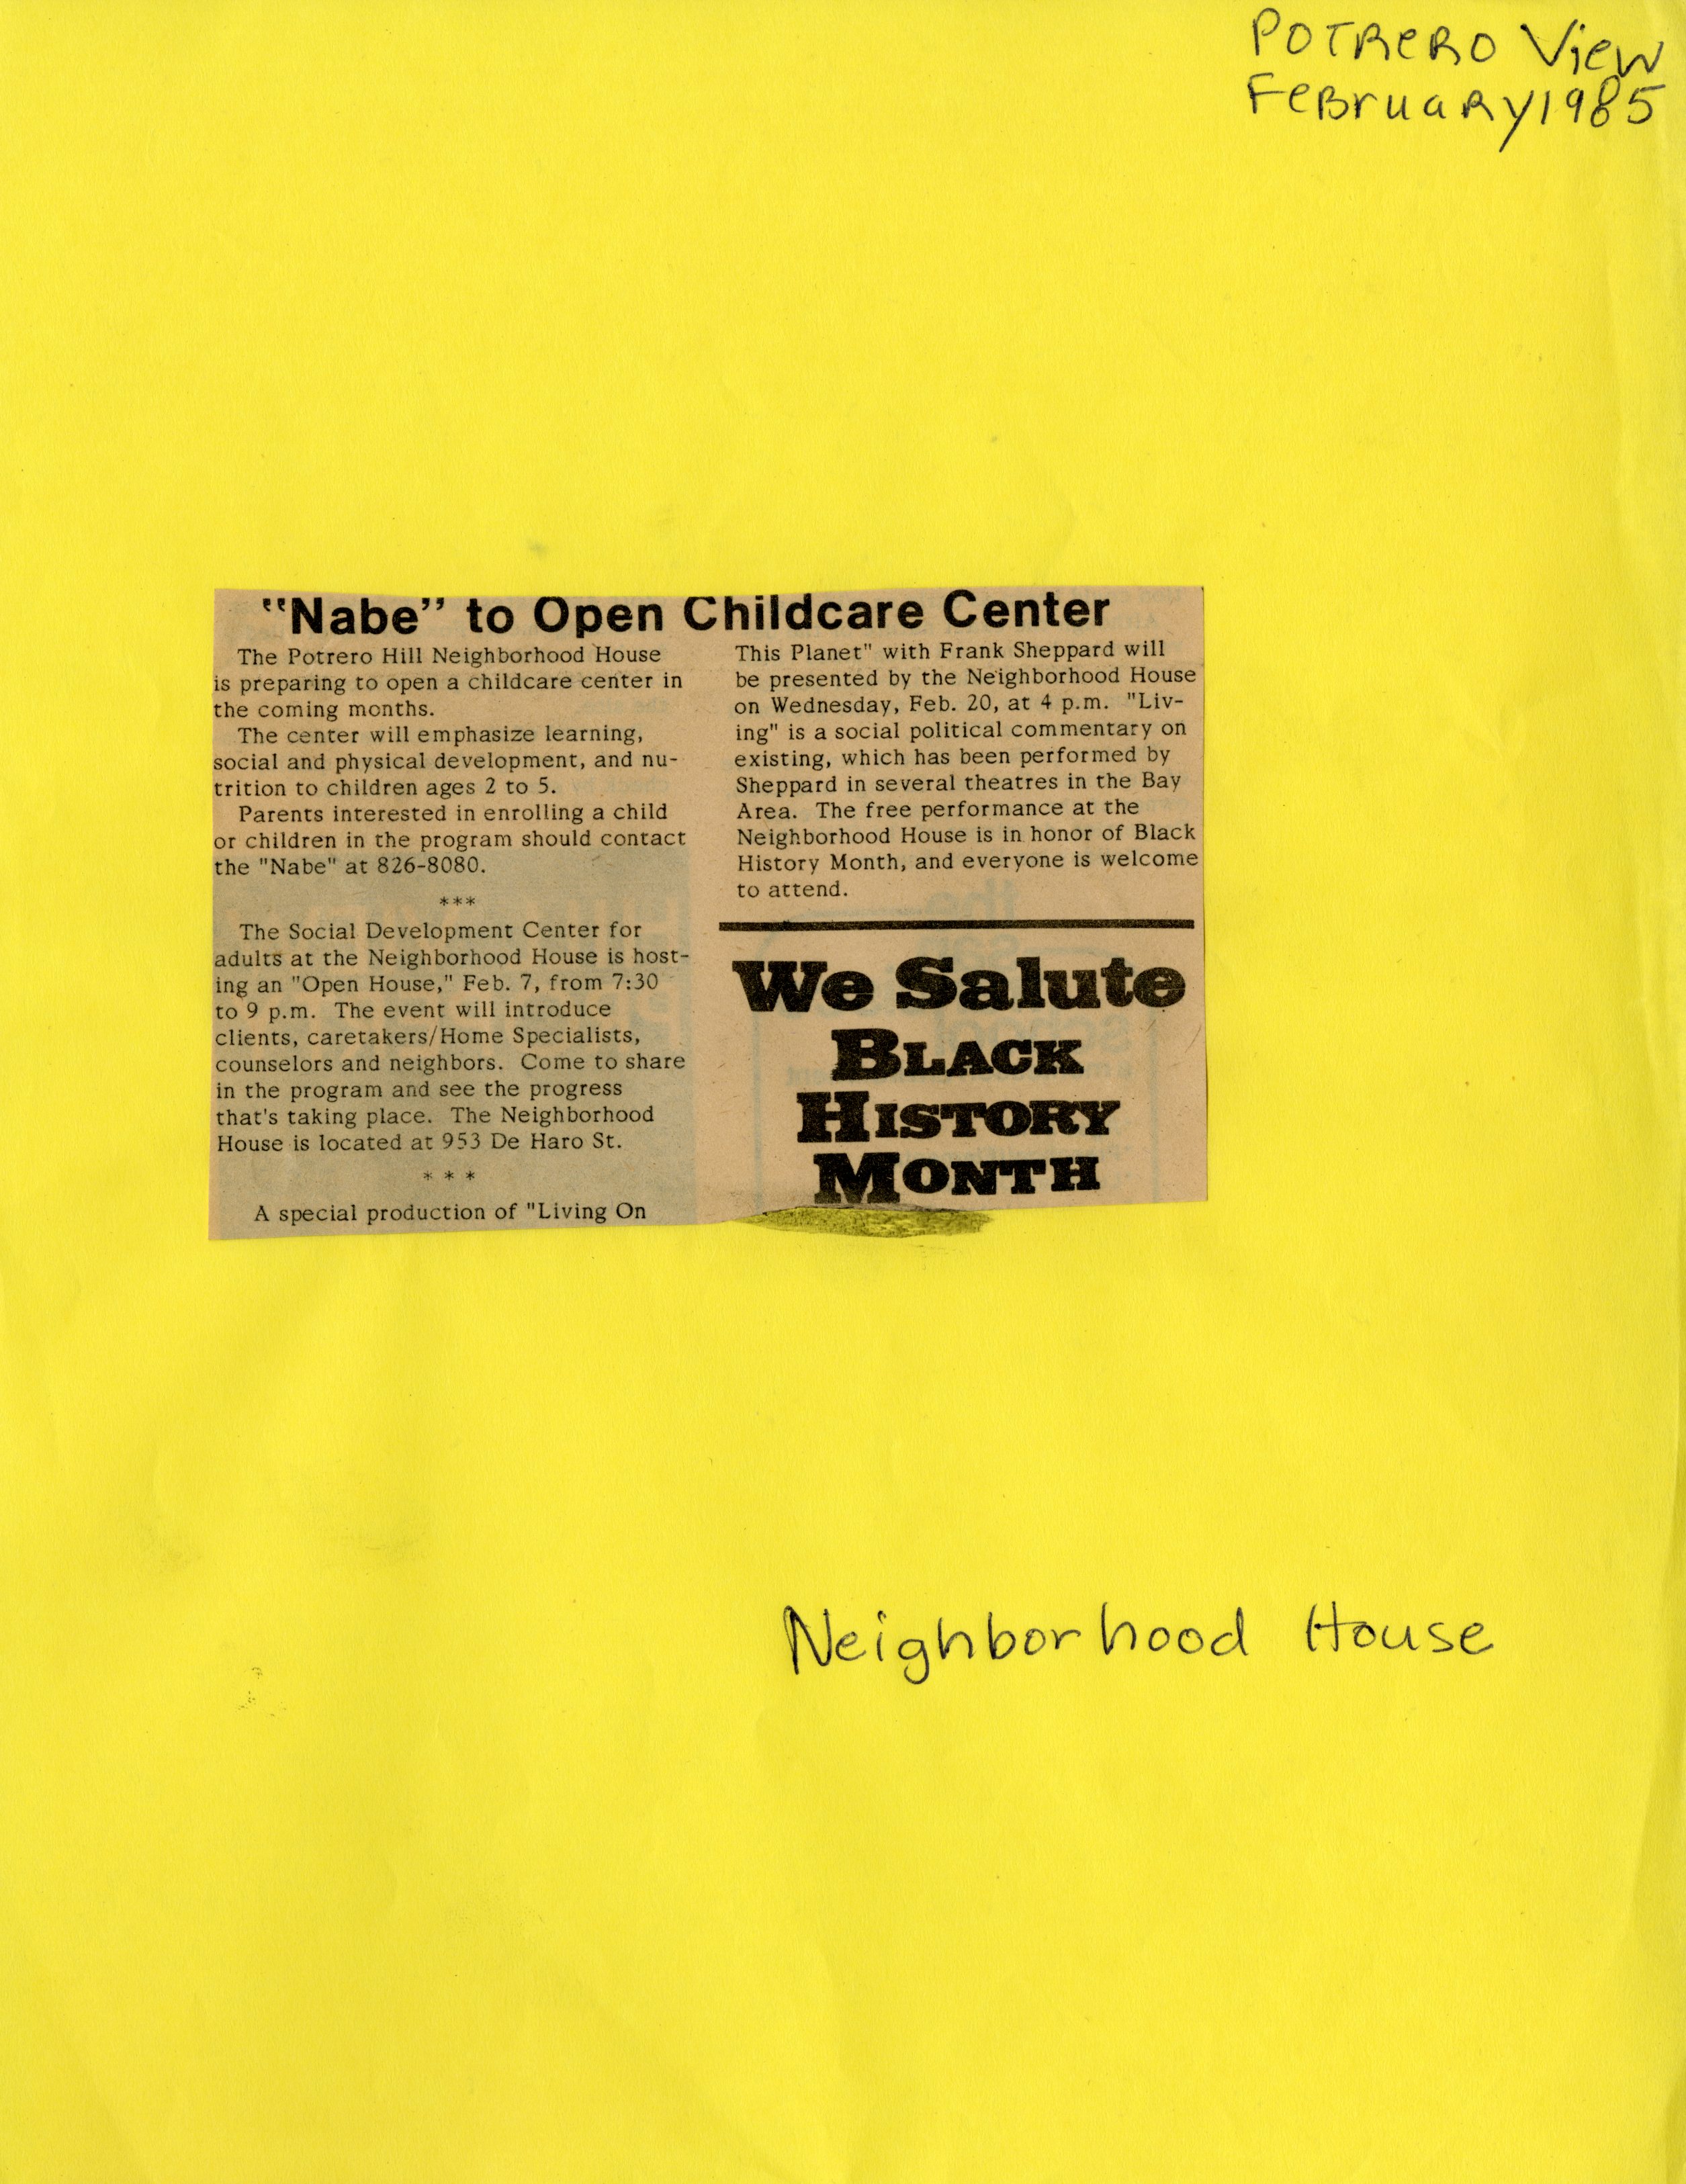 POTRERO View
FeBruaRy 1985
"Nabe" to Open Childcare Center
The Potrero Hill Neighborhood House
is preparing to open a childcare center in
the coming months.
The center will emphasize learning,
social and physical development, and nu-
trition to children ages 2 to 5.
Parents interested in enrolling a child
or children in the program should contact
the "Nabe" at 826-8080.
***
The Social Development Center for
adults at the Neighborhood House is host-
ing an "Open House," Feb. 7, from 7:30
to 9 p.m. The event will introduce
clients, caretakers/Home Specialists,
counselors and neighbors. Come to share
in the program and see the progress
that's taking place. The Neighborhood
House is located at 953 De Haro St.
* * *
A special production of "Living On
This Planet" with Frank Sheppard will
be presented by the Neighborhood House
on Wednesday, Feb. 20, at 4 p.m. "Liv-
ing" is a social political commentary on
existing, which has been performed by
Sheppard in several theatres in the Bay
Area. The free performance at the
Neighborhood House is in honor of Black
History Month, and everyone is welcome
to attend.
We Salute
BLACK
HISTORY
MONTH
Neighborhood House